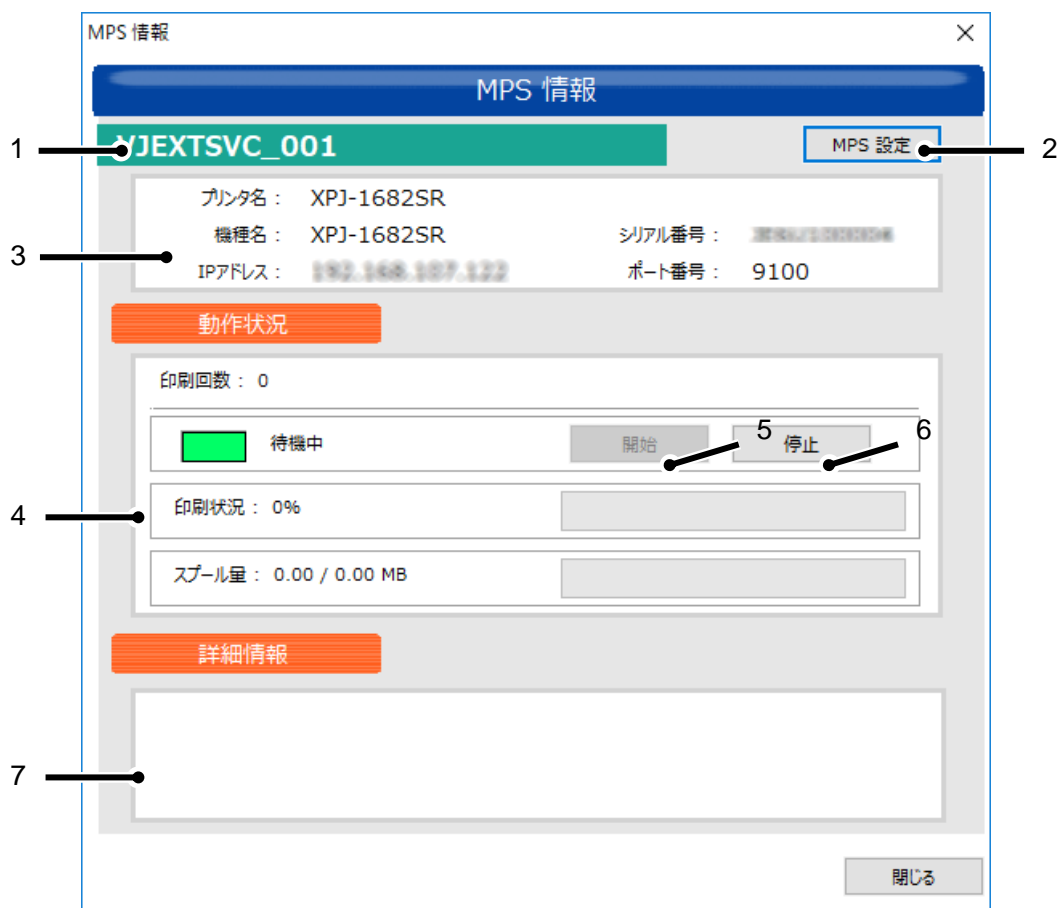 MPS 情報
MPS 情報
1
VJEXTSVC_001
MPS 設定
2
プリンタ名： XPJ-1682SR
機種名： XPJ-1682SR
シリアル番号：
3
IPアドレス：
ポート番号： 9100
動作状況
印刷回数： 0
待機中
開始
5
停止
6
4
印刷状況： 0%
スプール量： 0.00 / 0.00 MB
詳細情報
7
閉じる